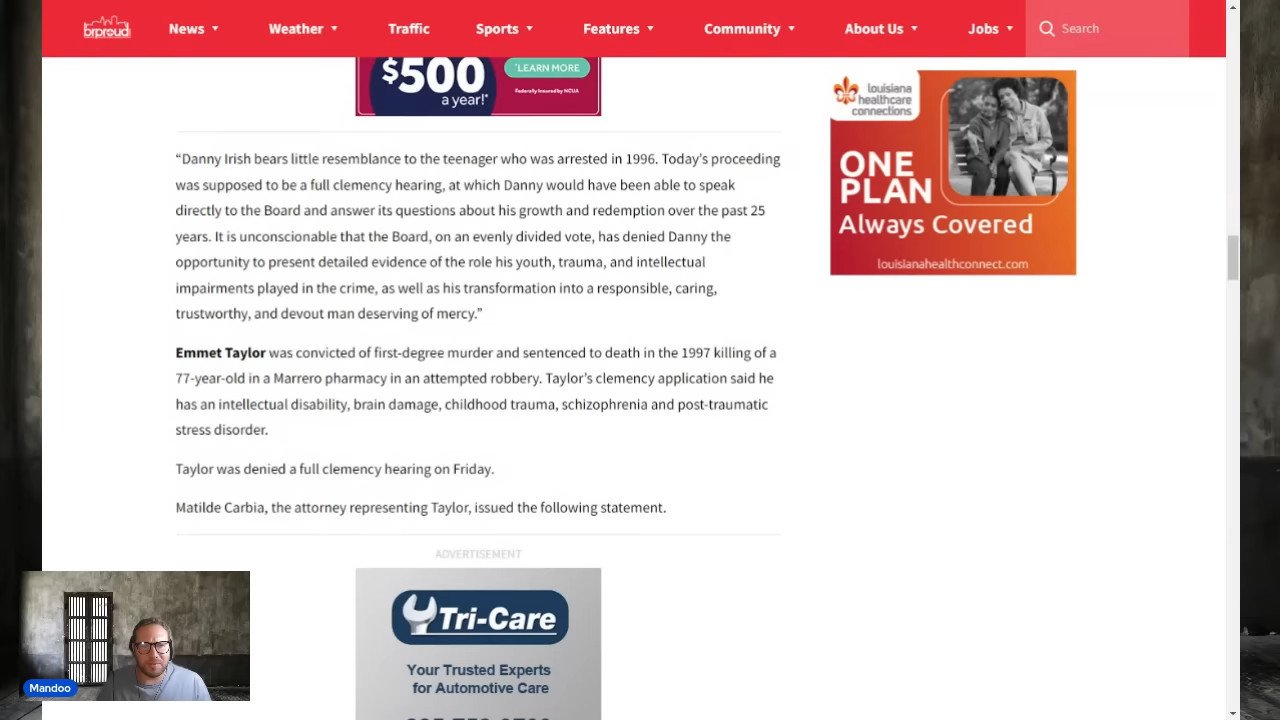 brproud
News
Weather
Traffic
Sports
Features
Community
About Us
Jobs
Search
$500
a year!*
*LEARN MORE
Federally Insured by NCUA
louisiana
healthcare
connections
ONE
PLAN
Always Covered
louisianahealthconnect.com
“Danny Irish bears little resemblance to the teenager who was arrested in 1996. Today’s proceeding
was supposed to be a full clemency hearing, at which Danny would have been able to speak
directly to the Board and answer its questions about his growth and redemption over the past 25
years. It is unconscionable that the Board, on an evenly divided vote, has denied Danny the
opportunity to present detailed evidence of the role his youth, trauma, and intellectual
impairments played in the crime, as well as his transformation into a responsible, caring,
trustworthy, and devout man deserving of mercy.”
Emmet Taylor was convicted of first-degree murder and sentenced to death in the 1997 killing of a
77-year-old in a Marrero pharmacy in an attempted robbery. Taylor’s clemency application said he
has an intellectual disability, brain damage, childhood trauma, schizophrenia and post-traumatic
stress disorder.
Taylor was denied a full clemency hearing on Friday.
Matilde Carbia, the attorney representing Taylor, issued the following statement.
ADVERTISEMENT
Tri-Care
Your Trusted Experts
for Automotive Care
Mandoo